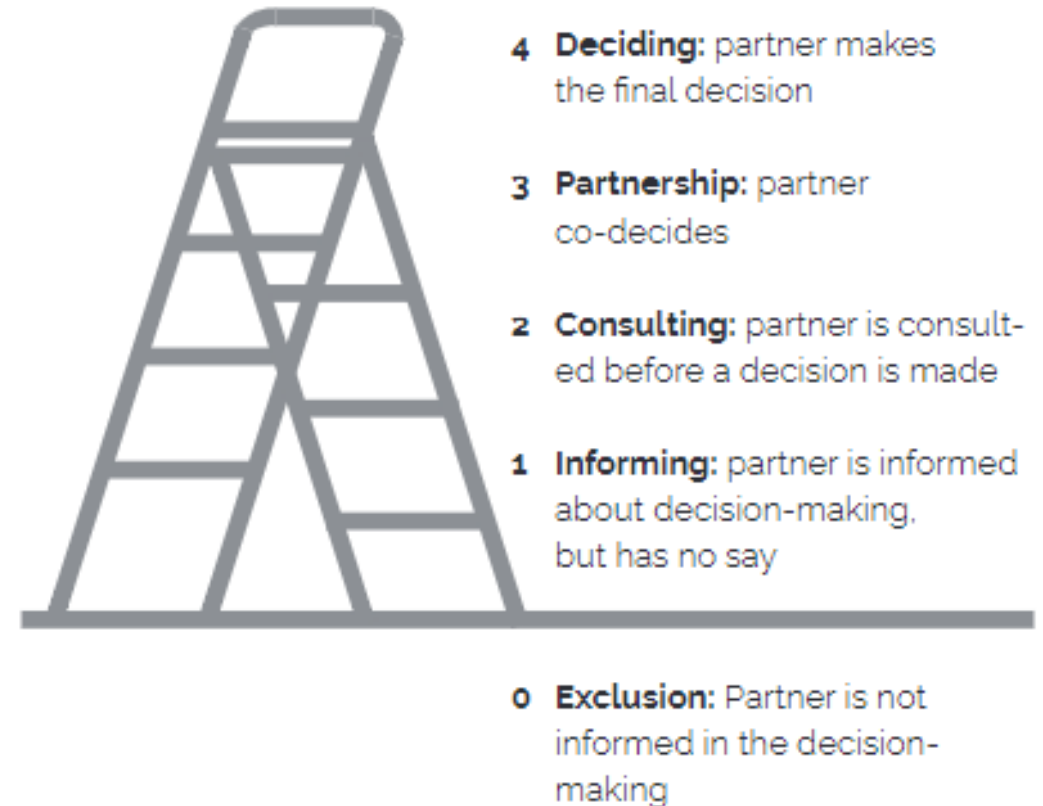 4 Deciding: partner makes
the final decision
3 Partnership: partner
co-decides
2 Consulting: partner is consult-
ed before a decision is made
1 Informing: partner is informed
about decision-making,
but has no say
0 Exclusion: Partner is not
informed in the decision-
making